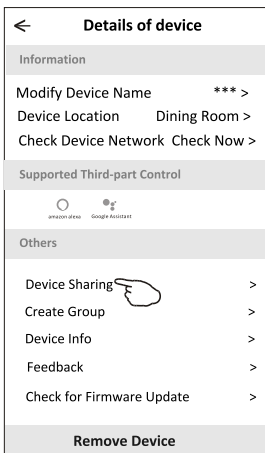 Details of device
Information
Modify Device Name *** >
Device Location Dining Room >
Check Device Network Check Now >
Supported Third-part Control
amazon alexa Google Assistant
Others
Device Sharing >
Create Group >
Device Info >
Feedback >
Check for Firmware Update >
Remove Device